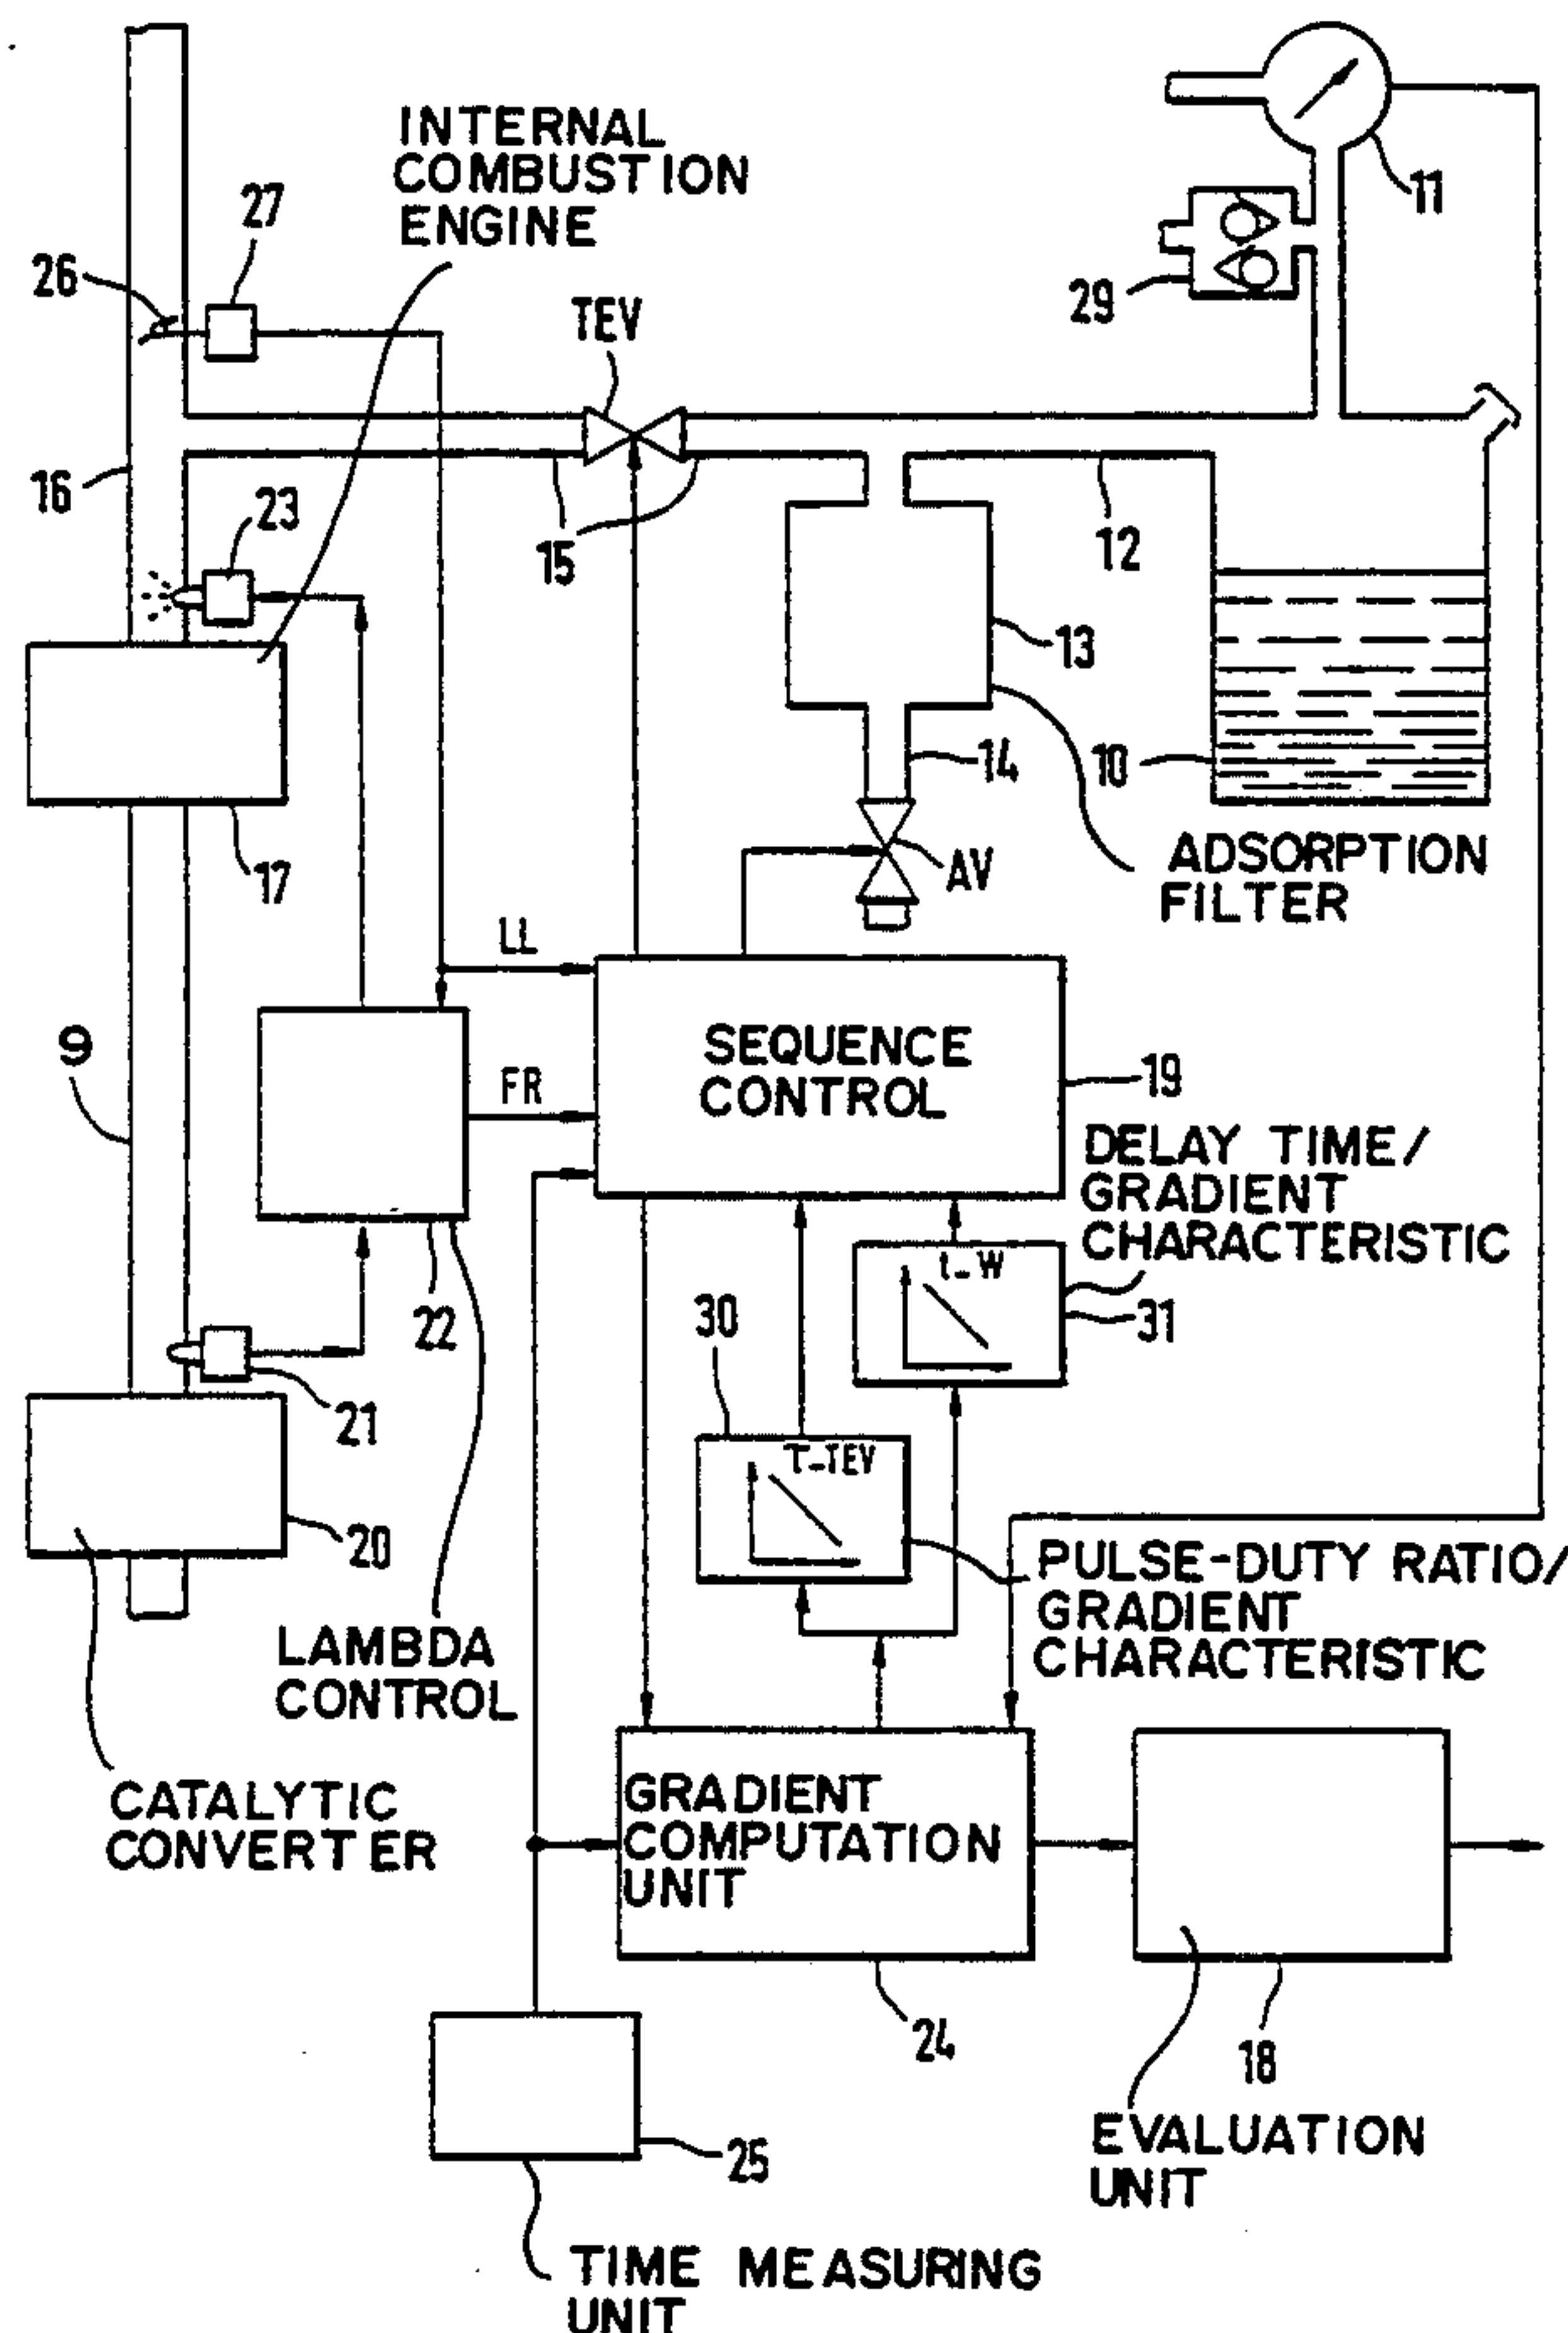 INTERNAL
COMBUSTION
ENGINE
11
27
26
29
TEV
16
23
15
12
13
10
14
17
AV
ADSORPTION
FILTER
LL
9
SEQUENCE
CONTROL
19
FR
DELAY TIME/
GRADIENT
CHARACTERISTIC
t-W
22
30
31
21
T-TEV
20
PULSE-DUTY RATIO/
GRADIENT
CHARACTERISTIC
LAMBDA
CONTROL
CATALYTIC
CONVERTER
GRADIENT
COMPUTATION
UNIT
24
18
25
EVALUATION
UNIT
TIME MEASURING
UNIT